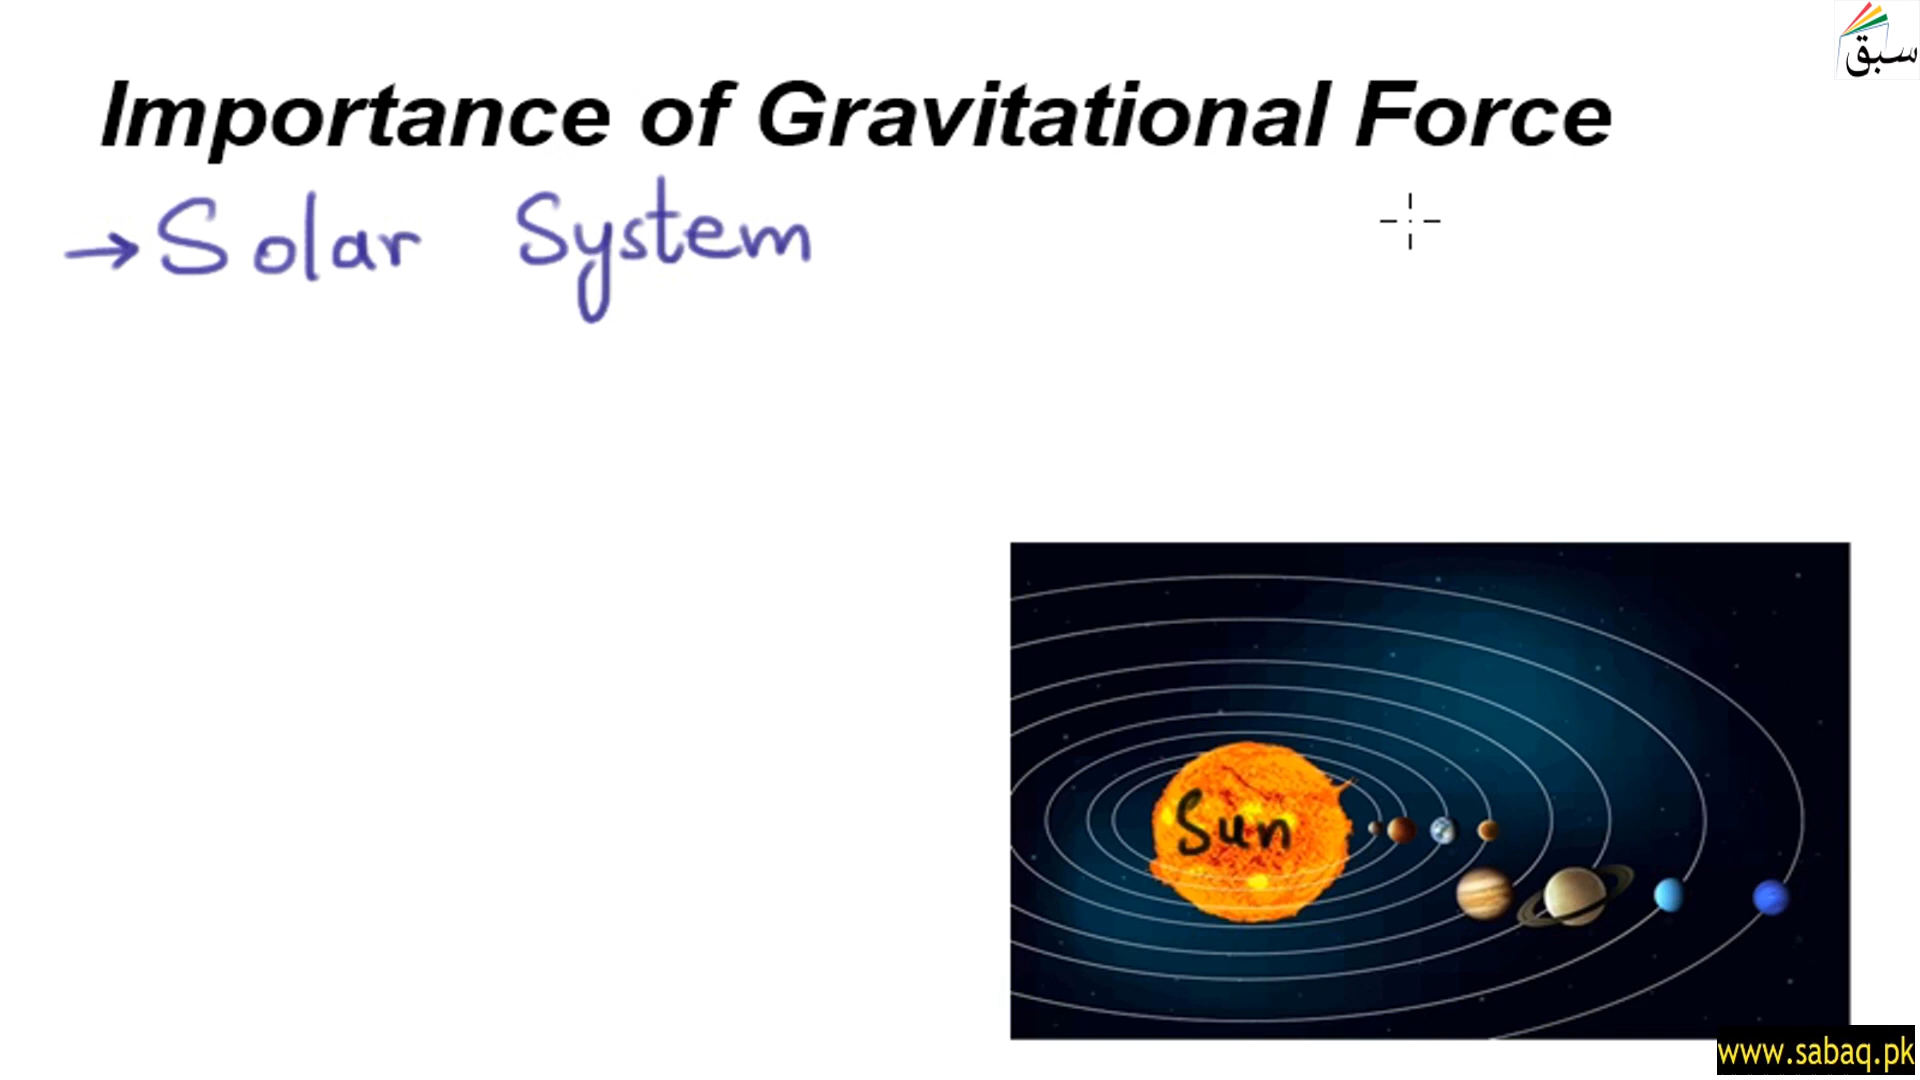 سبق
Importance of Gravitational Force
→ Solar System
Sun
www.sabaq.pk